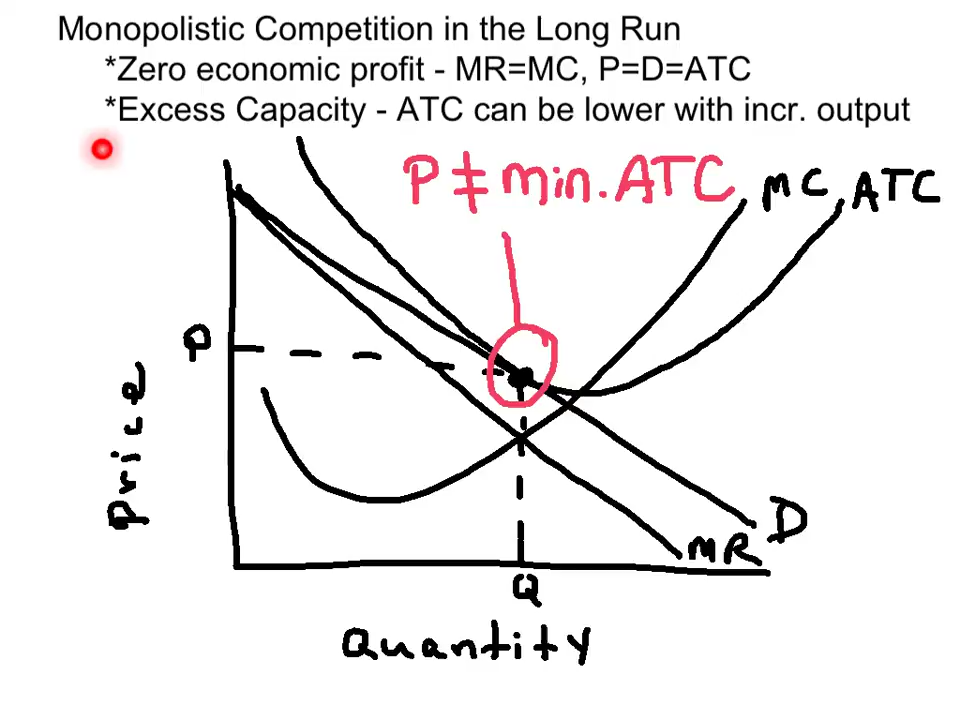 Monopolistic Competition in the Long Run
*Zero economic profit - MR=MC, P=D=ATC
*Excess Capacity - ATC can be lower with incr. output
P ≠ min. ATC
MC
ATC
P
Price
D
MR
Q
Quantity